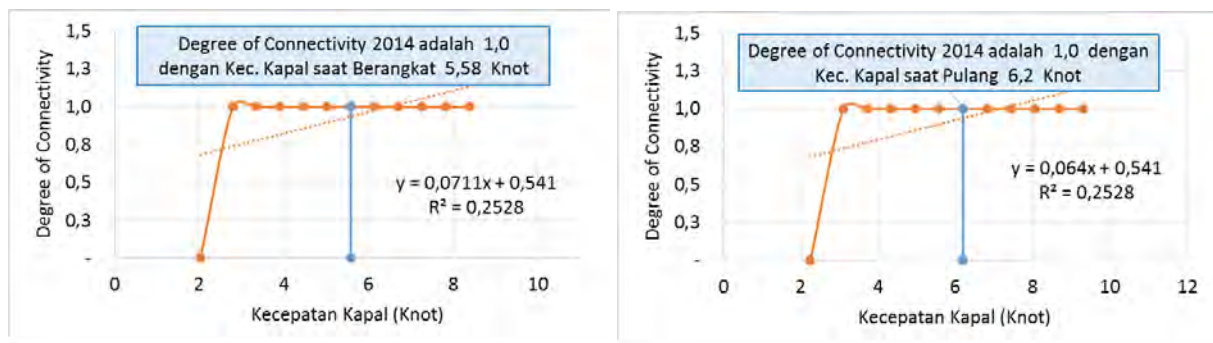 1,5
1,3
1,0
0,8
0,5
0,3
-
Degree of Connectivity
Degree of Connectivity 2014 adalah 1,0
dengan Kec. Kapal saat Berangkat 5,58 Knot
y = 0,0711x + 0,541
R² = 0,2528
0 2 4 6 8 10
Kecepatan Kapal (Knot)
1,5
1,3
1,0
0,8
0,5
0,3
-
Degree of Connectivity
Degree of Connectivity 2014 adalah 1,0 dengan
Kec. Kapal saat Pulang 6,2 Knot
y = 0,064x + 0,541
R² = 0,2528
0 2 4 6 8 10 12
Kecepatan Kapal (Knot)